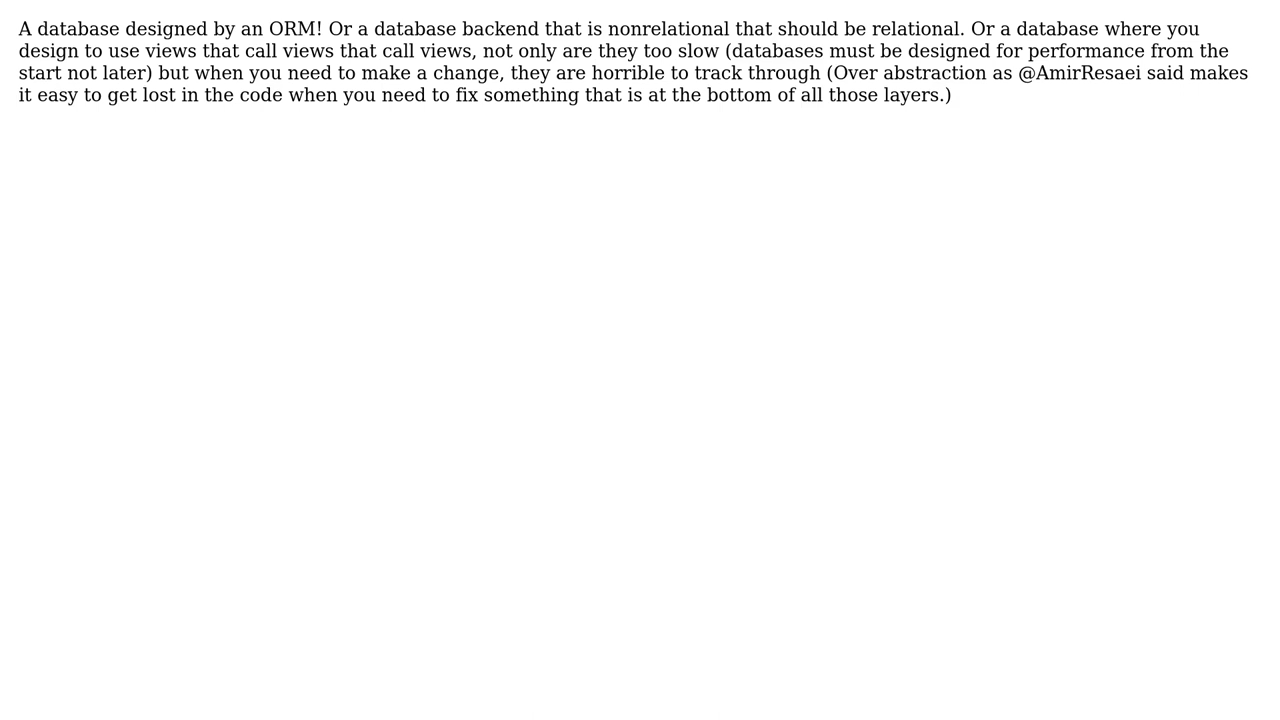 A database designed by an ORM! Or a database backend that is nonrelational that should be relational. Or a database where you
design to use views that call views that call views, not only are they too slow (databases must be designed for performance from the
start not later) but when you need to make a change, they are horrible to track through (Over abstraction as @AmirResaei said makes
it easy to get lost in the code when you need to fix something that is at the bottom of all those layers.)